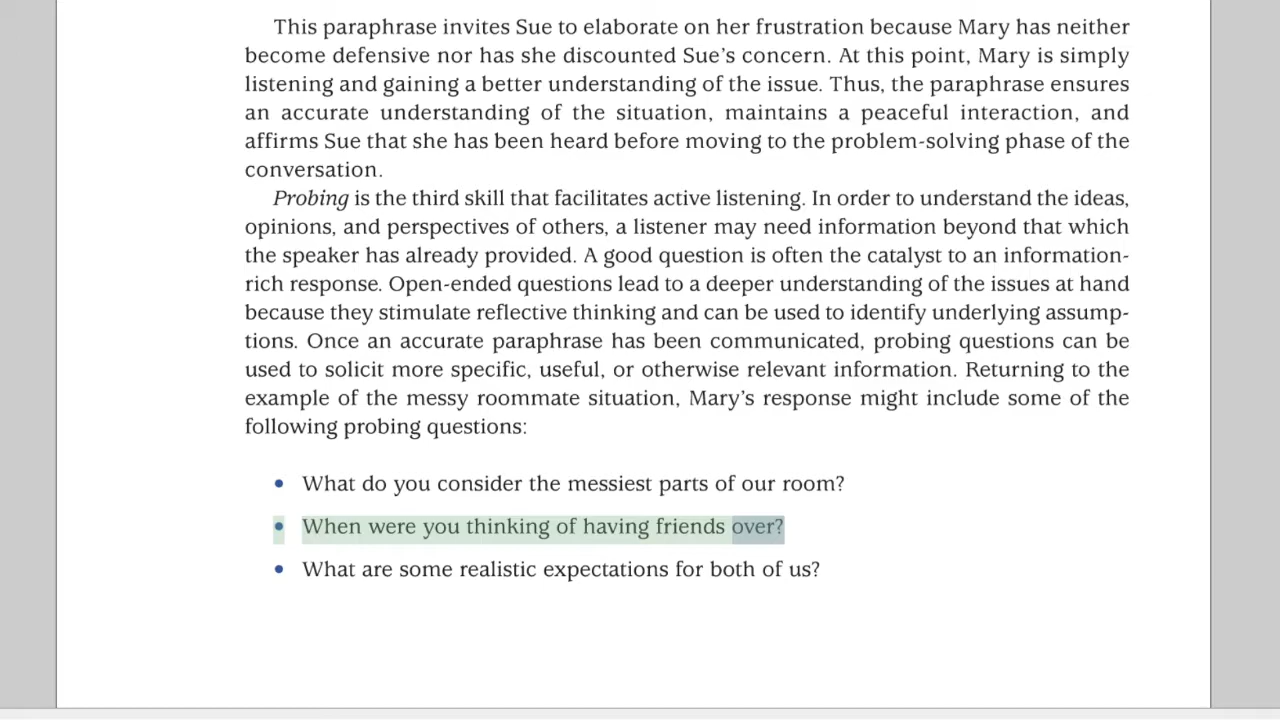 This paraphrase invites Sue to elaborate on her frustration because Mary has neither
become defensive nor has she discounted Sue's concern. At this point, Mary is simply
listening and gaining a better understanding of the issue. Thus, the paraphrase ensures
an accurate understanding of the situation, maintains a peaceful interaction, and
affirms Sue that she has been heard before moving to the problem-solving phase of the
conversation.
Probing is the third skill that facilitates active listening. In order to understand the ideas,
opinions, and perspectives of others, a listener may need information beyond that which
the speaker has already provided. A good question is often the catalyst to an information-
rich response. Open-ended questions lead to a deeper understanding of the issues at hand
because they stimulate reflective thinking and can be used to identify underlying assump-
tions. Once an accurate paraphrase has been communicated, probing questions can be
used to solicit more specific, useful, or otherwise relevant information. Returning to the
example of the messy roommate situation, Mary's response might include some of the
following probing questions:
• What do you consider the messiest parts of our room?
• When were you thinking of having friends over?
• What are some realistic expectations for both of us?